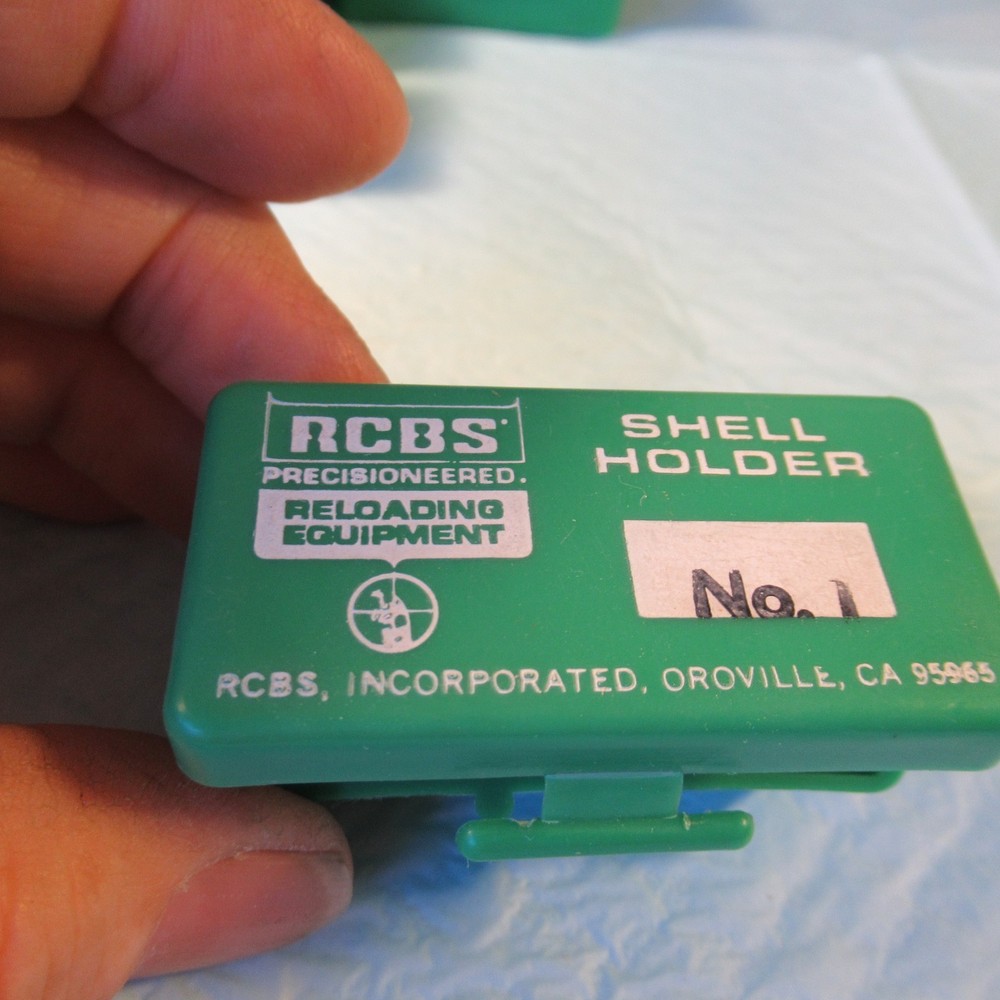 RCBS
PRECISIONEERED.
RELOADING
EQUIPMENT
SHELL
HOLDER
No. 1
RCBS, INCORPORATED, OROVILLE, CA 95965